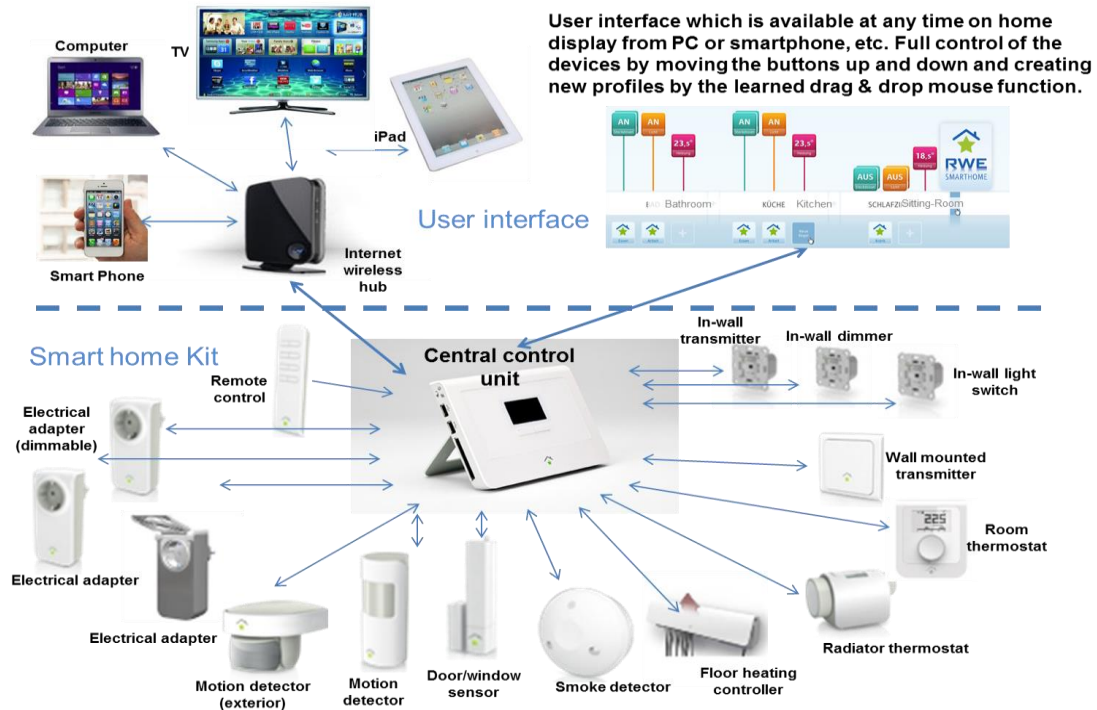 User interface which is available at any time on home
display from PC or smartphone, etc. Full control of the
devices by moving the buttons up and down and creating
new profiles by the learned drag & drop mouse function.
Computer
TV
iPad
Smart Phone
Internet
wireless
hub
User interface
AN
AN
23,5°
AN
AN
23,5°
AUS
AUS
18,5°
RWE
SMARTHOME
Bathroom
KÜCHE
Kitchen
SCHLAFZI
Sitting-Room
Smart home Kit
Remote
control
Central control
unit
In-wall
transmitter
In-wall dimmer
In-wall light
switch
Electrical
adapter
(dimmable)
Wall mounted
transmitter
22.5
Room
thermostat
Electrical adapter
Electrical adapter
Radiator thermostat
Motion detector
(exterior)
Motion
detector
Door/window
sensor
Smoke detector
Floor heating
controller